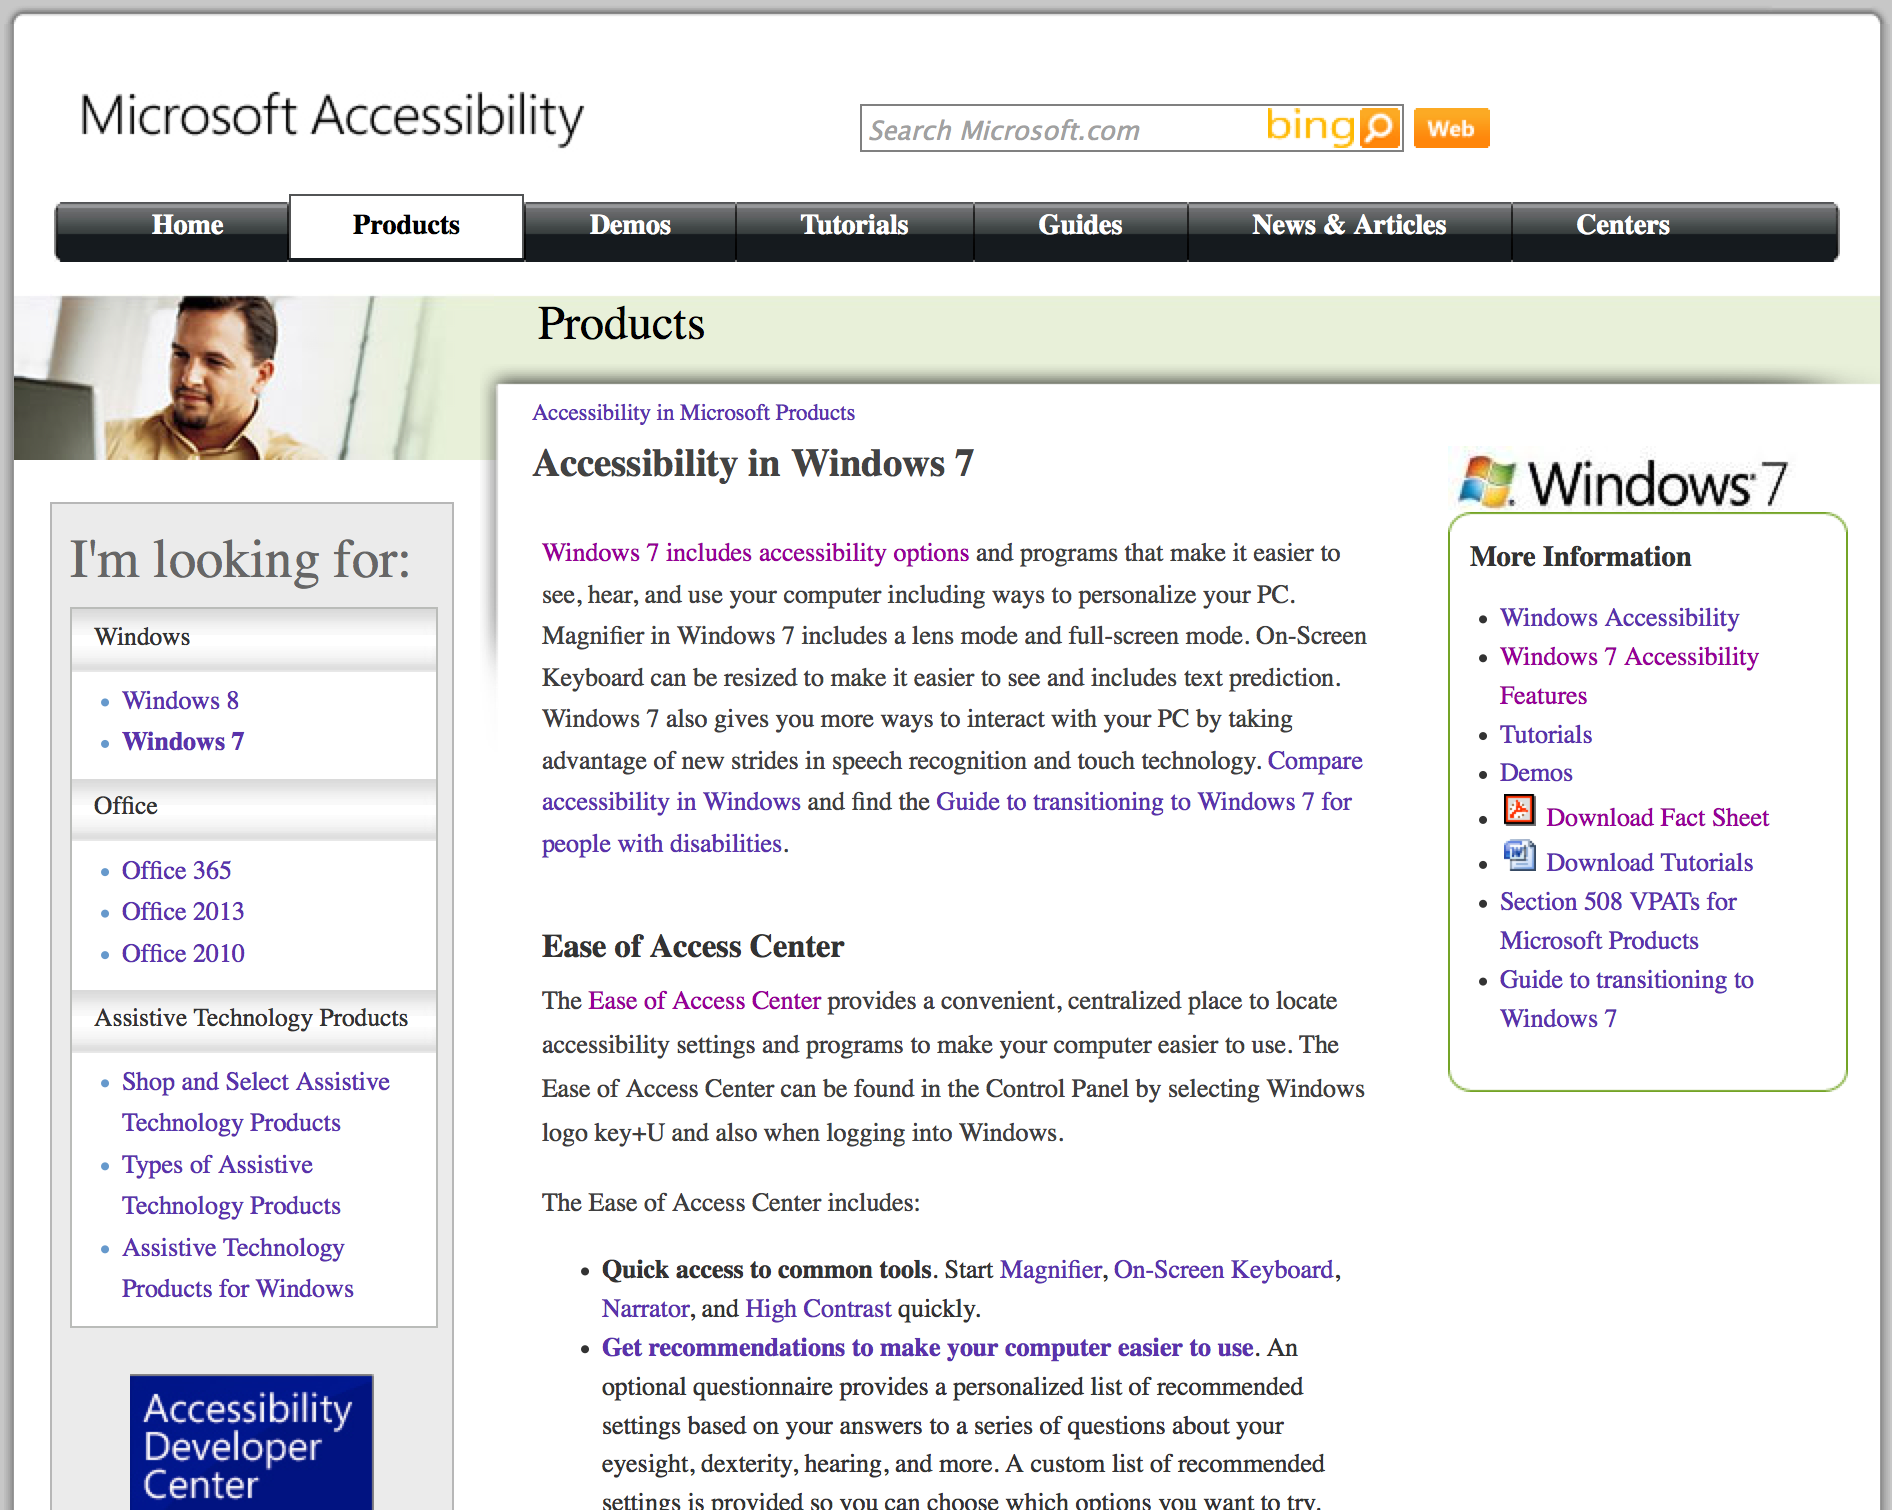 Microsoft Accessibility
Search Microsoft.com
bing
Web
Home
Products
Demos
Tutorials
Guides
News & Articles
Centers
Products
I'm looking for:
Windows
Windows 8
Windows 7
Office
Office 365
Office 2013
Office 2010
Assistive Technology Products
Shop and Select Assistive
Technology Products
Types of Assistive
Technology Products
Assistive Technology
Products for Windows
Accessibility
Developer
Center
Accessibility in Microsoft Products
Accessibility in Windows 7
Windows 7 includes accessibility options and programs that make it easier to
see, hear, and use your computer including ways to personalize your PC.
Magnifier in Windows 7 includes a lens mode and full-screen mode. On-Screen
Keyboard can be resized to make it easier to see and includes text prediction.
Windows 7 also gives you more ways to interact with your PC by taking
advantage of new strides in speech recognition and touch technology. Compare
accessibility in Windows and find the Guide to transitioning to Windows 7 for
people with disabilities.
Ease of Access Center
The Ease of Access Center provides a convenient, centralized place to locate
accessibility settings and programs to make your computer easier to use. The
Ease of Access Center can be found in the Control Panel by selecting Windows
logo key+U and also when logging into Windows.
The Ease of Access Center includes:
Quick access to common tools. Start Magnifier, On-Screen Keyboard,
Narrator, and High Contrast quickly.
Get recommendations to make your computer easier to use. An
optional questionnaire provides a personalized list of recommended
settings based on your answers to a series of questions about your
eyesight, dexterity, hearing, and more. A custom list of recommended
settings is provided so you can choose which options you want to try.
Windows 7
More Information
Windows Accessibility
Windows 7 Accessibility
Features
Tutorials
Demos
Download Fact Sheet
Download Tutorials
Section 508 VPATs for
Microsoft Products
Guide to transitioning to
Windows 7